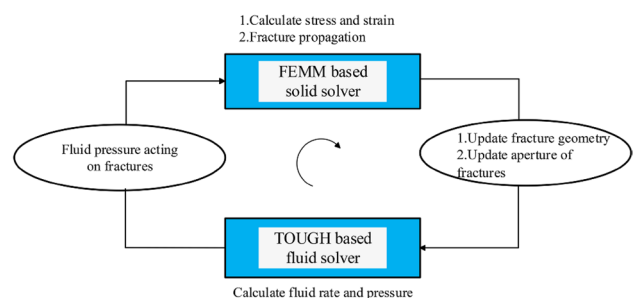 1.Calculate stress and strain
2.Fracture propagation
FEMM based
solid solver
Fluid pressure acting
on fractures
1.Update fracture geometry
2.Update aperture of
fractures
TOUGH based
fluid solver
Calculate fluid rate and pressure